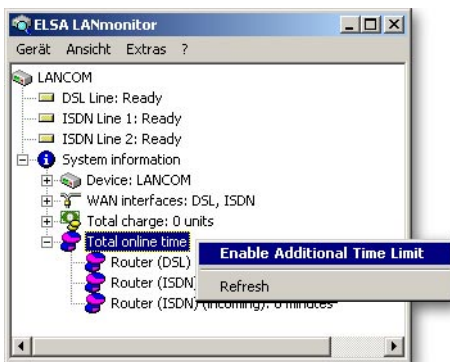 ELSA LANmonitor
Gerät Ansicht Extras ?
LANCOM
DSL Line: Ready
ISDN Line 1: Ready
ISDN Line 2: Ready
System information
Device: LANCOM
WAN interfaces: DSL, ISDN
Total charge: 0 units
Total online time
Enable Additional Time Limit
Router (DSL)
Refresh
Router (ISDN)
Router (ISDN) (incoming): 0 minutes